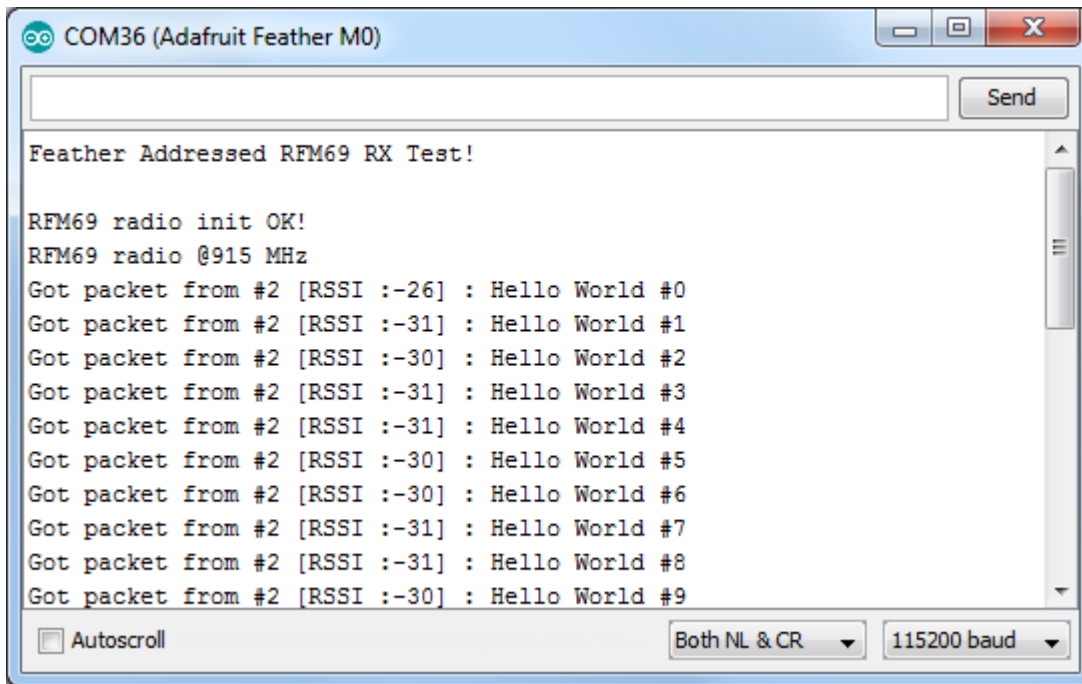 COM36 (Adafruit Feather M0)
Send
Feather Addressed RFM69 RX Test!
RFM69 radio init OK!
RFM69 radio @915 MHz
Got packet from #2 [RSSI :-26] : Hello World #0
Got packet from #2 [RSSI :-31] : Hello World #1
Got packet from #2 [RSSI :-30] : Hello World #2
Got packet from #2 [RSSI :-31] : Hello World #3
Got packet from #2 [RSSI :-31] : Hello World #4
Got packet from #2 [RSSI :-30] : Hello World #5
Got packet from #2 [RSSI :-30] : Hello World #6
Got packet from #2 [RSSI :-31] : Hello World #7
Got packet from #2 [RSSI :-31] : Hello World #8
Got packet from #2 [RSSI :-30] : Hello World #9
Autoscroll Both NL & CR 115200 baud